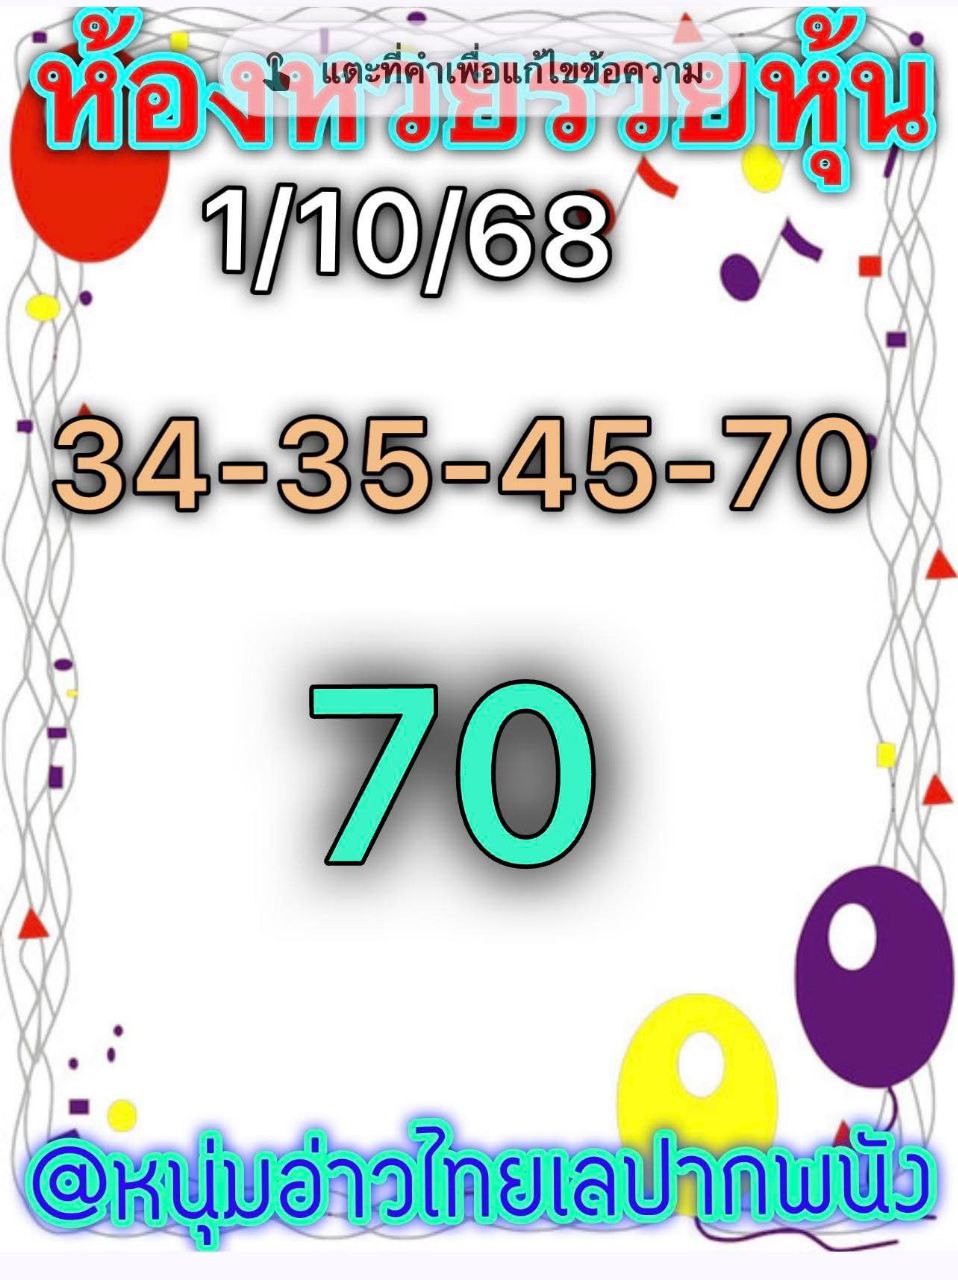 ห้องหวยรวยหุ้น
แตะที่คำเพื่อแก้ไขข้อความ
1/10/68
34-35-45-70
70
@หนุ่มอ่าวไทยเลปากพนัง